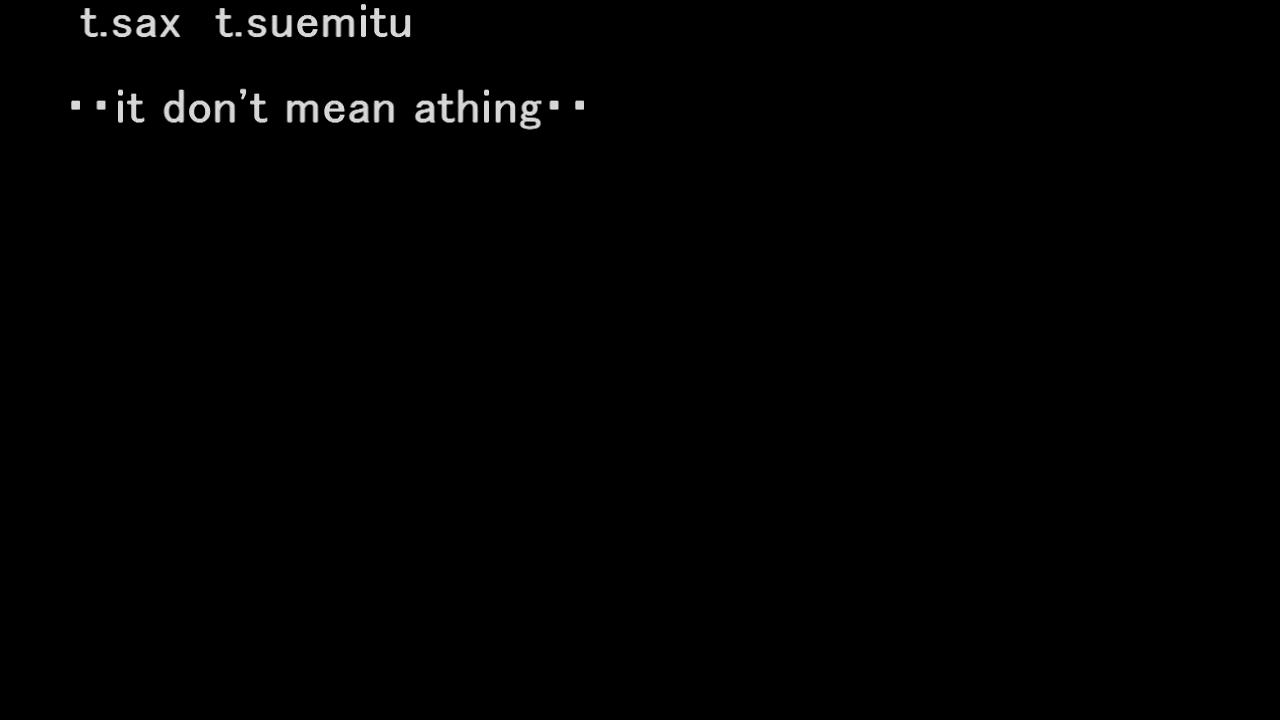 t.sax t.suemitu
・・it don't mean athing・・